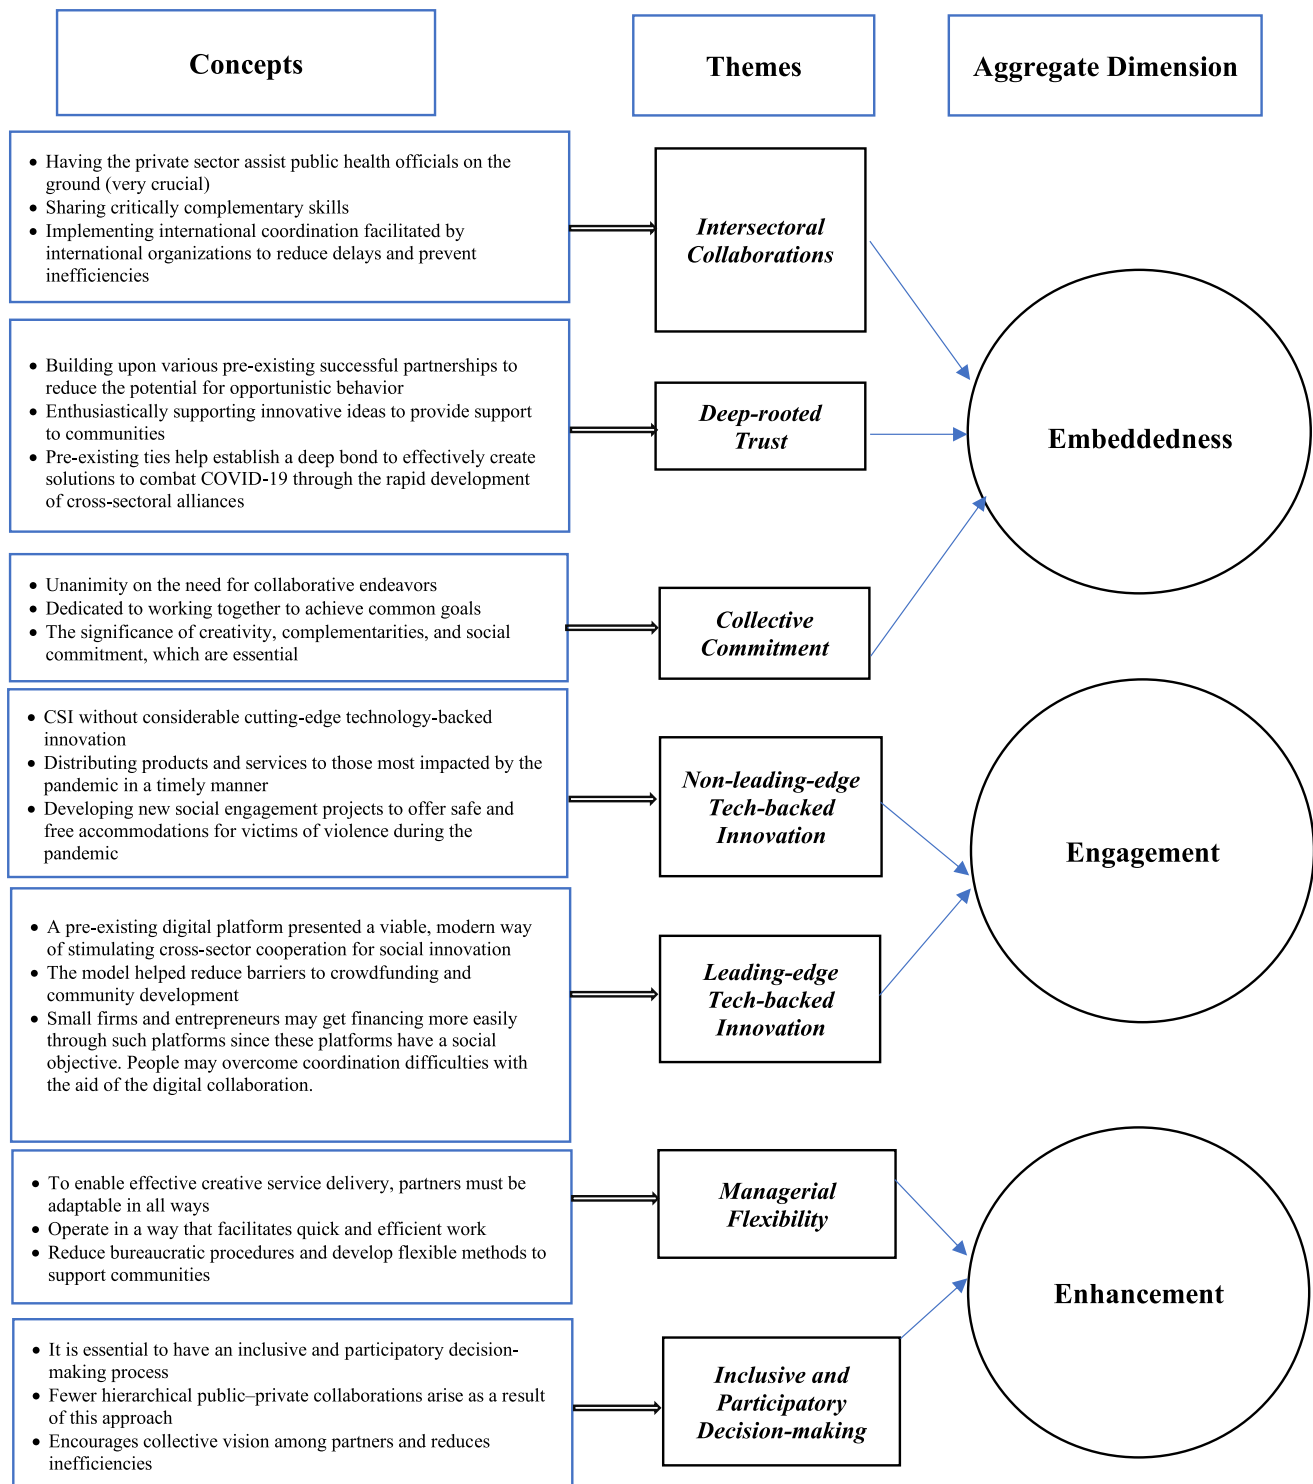 Concepts
Themes
Aggregate Dimension
• Having the private sector assist public health officials on the
ground (very crucial)
• Sharing critically complementary skills
• Implementing international coordination facilitated by
international organizations to reduce delays and prevent
inefficiencies
Intersectoral
Collaborations
• Building upon various pre-existing successful partnerships to
reduce the potential for opportunistic behavior
• Enthusiastically supporting innovative ideas to provide support
to communities
• Pre-existing ties help establish a deep bond to effectively create
solutions to combat COVID-19 through the rapid development
of cross-sectoral alliances
Deep-rooted
Trust
Embeddedness
• Unanimity on the need for collaborative endeavors
• Dedicated to working together to achieve common goals
• The significance of creativity, complementarities, and social
commitment, which are essential
Collective
Commitment
• CSI without considerable cutting-edge technology-backed
innovation
• Distributing products and services to those most impacted by the
pandemic in a timely manner
• Developing new social engagement projects to offer safe and
free accommodations for victims of violence during the
pandemic
Non-leading-edge
Tech-backed
Innovation
Engagement
• A pre-existing digital platform presented a viable, modern way
of stimulating cross-sector cooperation for social innovation
• The model helped reduce barriers to crowdfunding and
community development
• Small firms and entrepreneurs may get financing more easily
through such platforms since these platforms have a social
objective. People may overcome coordination difficulties with
the aid of the digital collaboration.
Leading-edge
Tech-backed
Innovation
• To enable effective creative service delivery, partners must be
adaptable in all ways
• Operate in a way that facilitates quick and efficient work
• Reduce bureaucratic procedures and develop flexible methods to
support communities
Managerial
Flexibility
Enhancement
• It is essential to have an inclusive and participatory decision-
making process
• Fewer hierarchical public–private collaborations arise as a result
of this approach
• Encourages collective vision among partners and reduces
inefficiencies
Inclusive and
Participatory
Decision-making